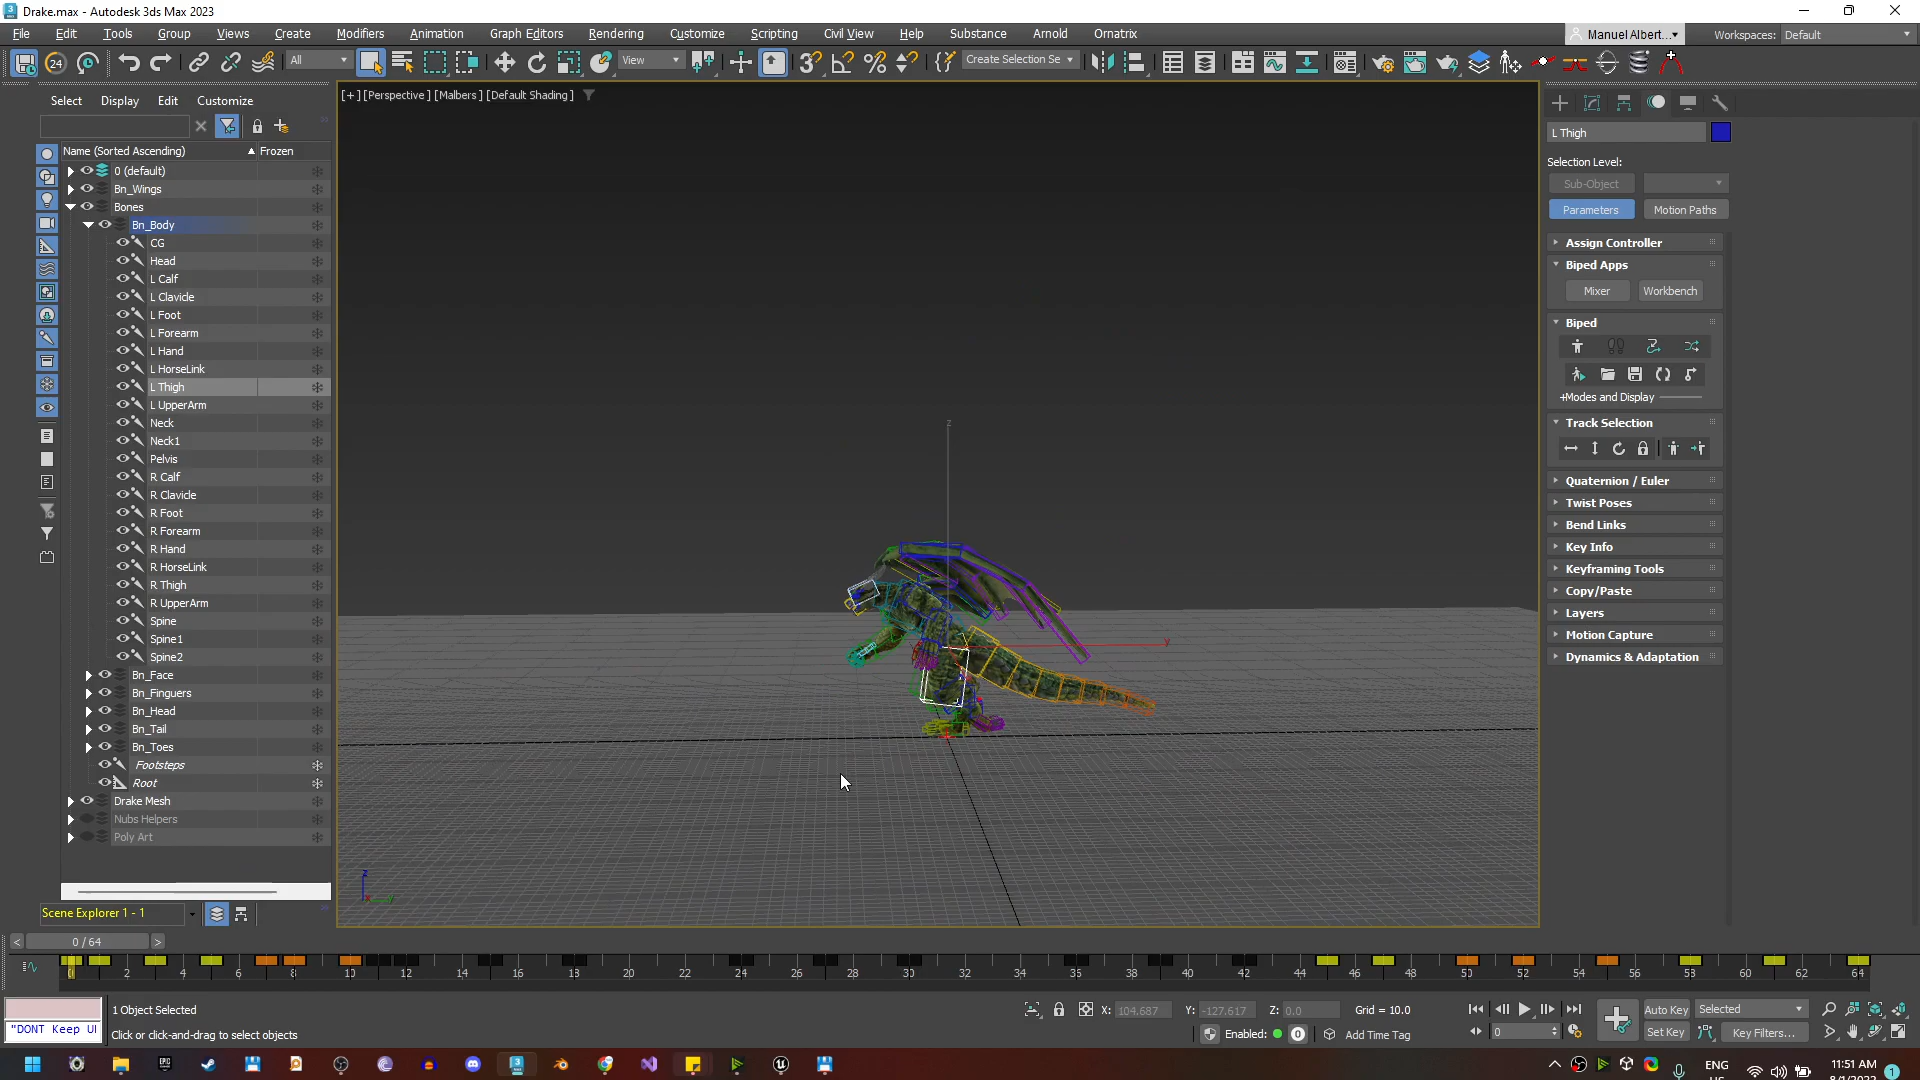 Drake.max - Autodesk 3ds Max 2023
File Edit Tools Group Views Create Modifiers Animation Graph Editors Rendering Customize Scripting Civil View Help Substance Arnold Ornatrix
Manuel Albert... Workspaces: Default
24 All View Create Selection Se
Select Display Edit Customize
[+] [Perspective] [Malbers] [Default Shading]
Name (Sorted Ascending) Frozen
0 (default)
Bn_Wings
Bones
Bn_Body
CG
Head
L Calf
L Clavicle
L Foot
L Forearm
L Hand
L HorseLink
L Thigh
L UpperArm
Neck
Neck1
Pelvis
R Calf
R Clavicle
R Foot
R Forearm
R Hand
R HorseLink
R Thigh
R UpperArm
Spine
Spine1
Spine2
Bn_Face
Bn_Finguers
Bn_Head
Bn_Tail
Bn_Toes
Footsteps
Root
Drake Mesh
Nubs Helpers
Poly Art
Scene Explorer 1 - 1
z
y
z
L Thigh
Selection Level:
Sub-Object
Parameters Motion Paths
Assign Controller
Biped Apps
Mixer Workbench
Biped
+Modes and Display
Track Selection
Quaternion / Euler
Twist Poses
Bend Links
Key Info
Keyframing Tools
Copy/Paste
Layers
Motion Capture
Dynamics & Adaptation
< 0 / 64 >
0 2 4 6 8 10 12 14 16 18 20 22 24 26 28 30 32 34 36 38 40 42 44 46 48 50 52 54 56 58 60 62 64
1 Object Selected X: 104.687 Y: -127.617 Z: 0.0 Grid = 10.0 Auto Key Selected
"DONT Keep UI Click or click-and-drag to select objects Enabled: 0 Add Time Tag 0 Set Key Key Filters...
ENG 11:51 AM
1